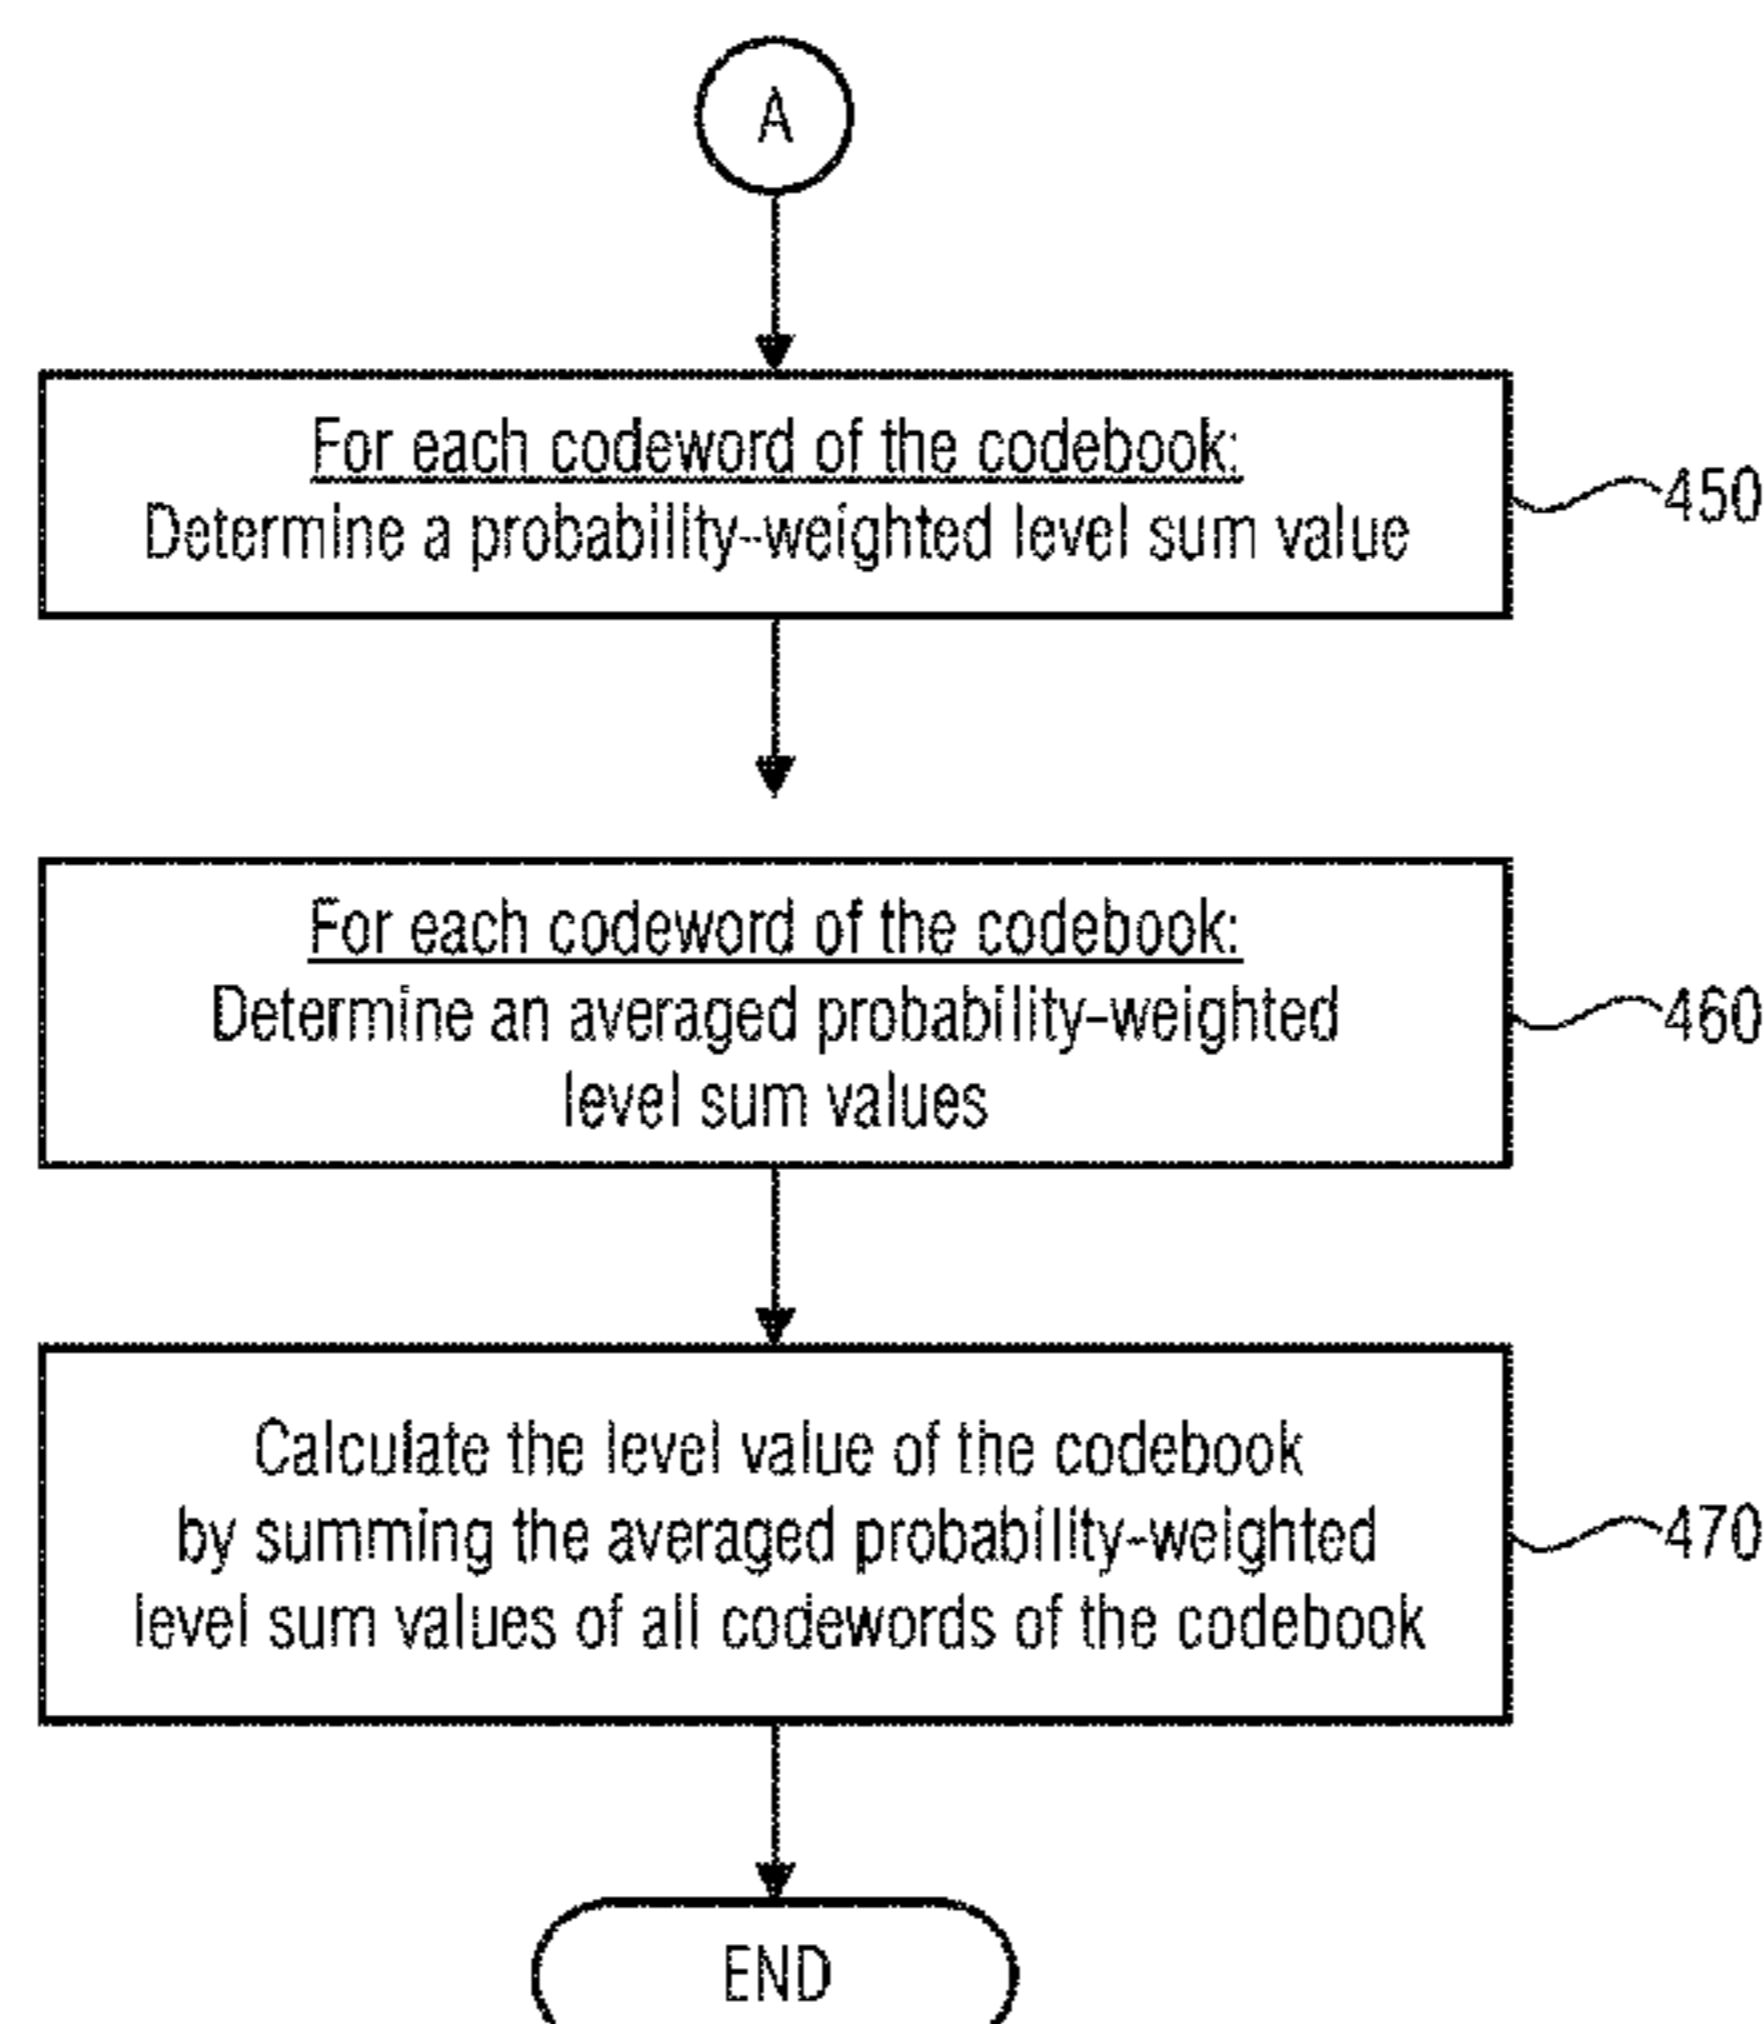 A
For each codeword of the codebook:
Determine a probability-weighted level sum value
450
For each codeword of the codebook:
Determine an averaged probability-weighted
level sum values
460
Calculate the level value of the codebook
by summing the averaged probability-weighted
level sum values of all codewords of the codebook
470
END